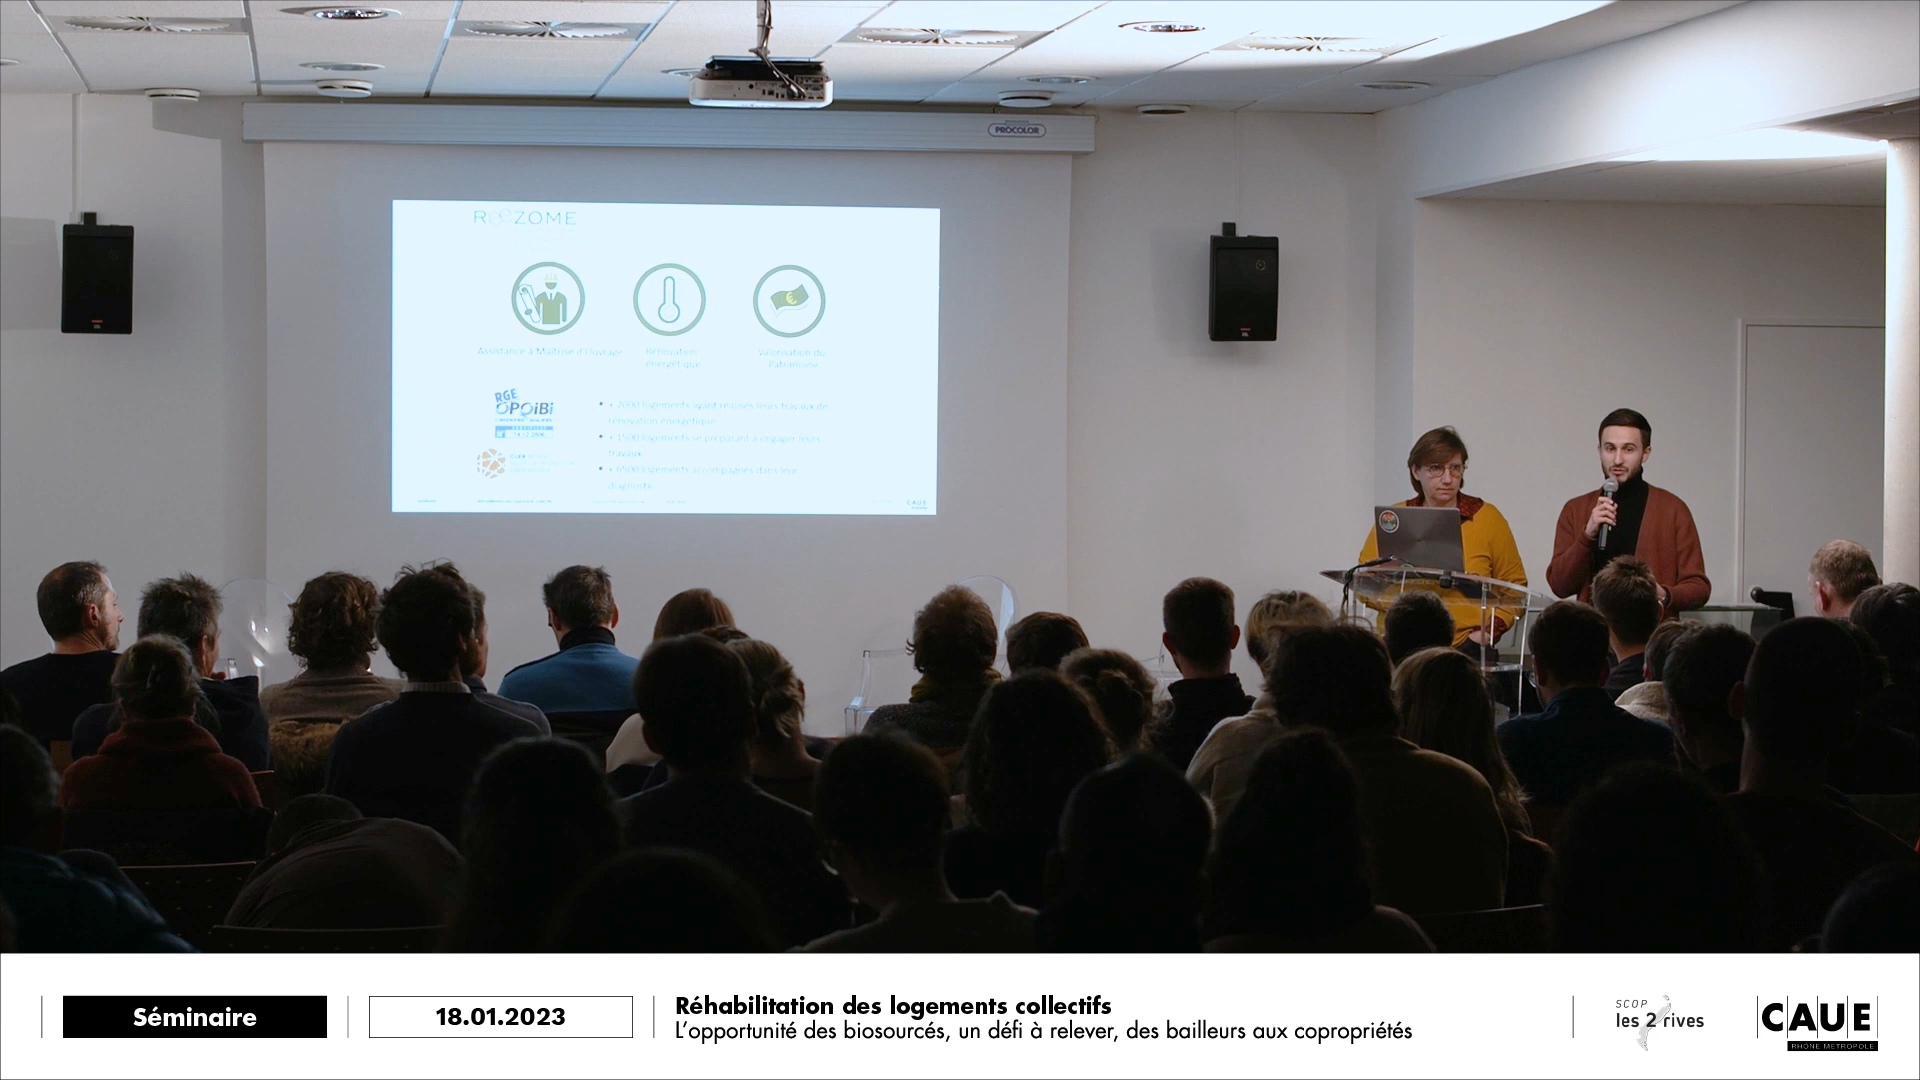 PROCOLOR
ROEZOME
Assistance à Maîtrise d'Ouvrage
Rénovation
énergétique
Valorisation du
Patrimoine
RGE
OPQiBi
+ 2000 logements ayant réalisés leurs travaux de
rénovation énergétique
+ 1500 logements se préparant à engager leurs
travaux
+ 6500 logements accompagnés dans leur
diagnostic
CAUE
Séminaire
18.01.2023
Réhabilitation des logements collectifs
L'opportunité des biosourcés, un défi à relever, des bailleurs aux copropriétés
SCOP
les 2 rives
CAUE
RHÔNE MÉTROPOLE